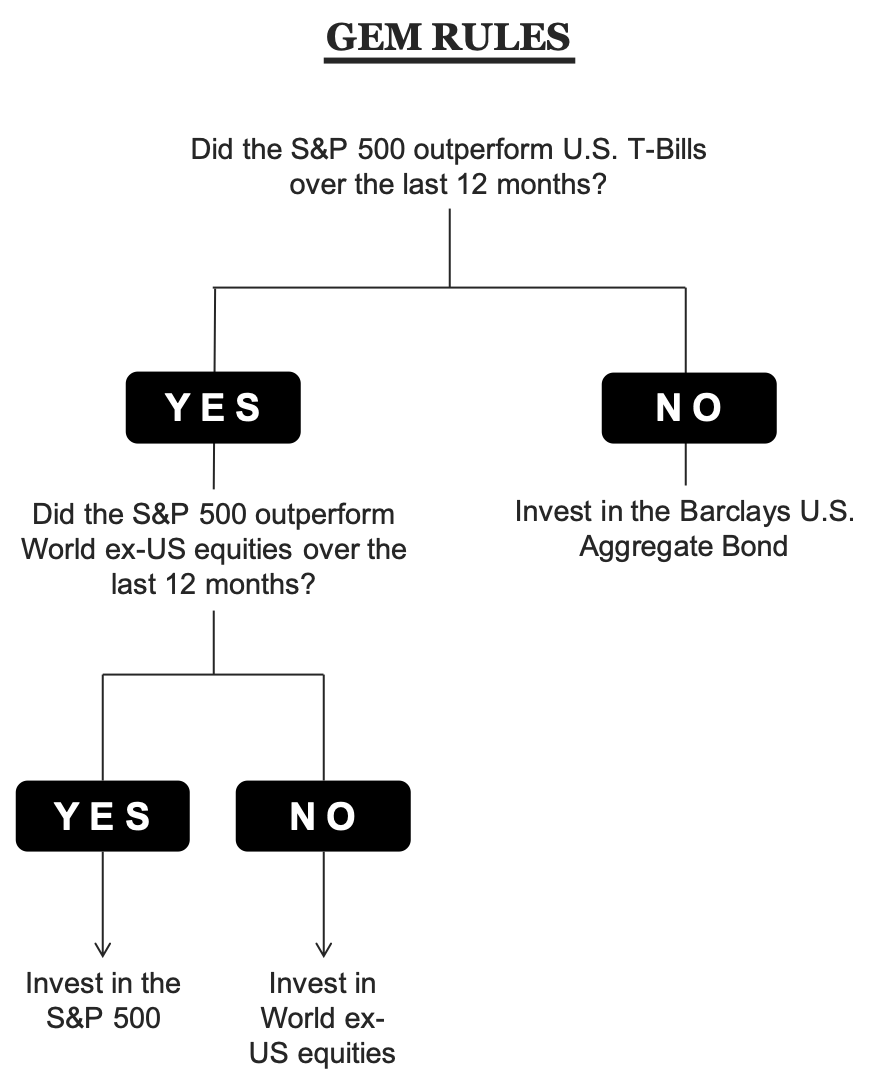 GEM RULES
Did the S&P 500 outperform U.S. T-Bills
over the last 12 months?
YES
NO
Did the S&P 500 outperform
World ex-US equities over the
last 12 months?
Invest in the Barclays U.S.
Aggregate Bond
YES
NO
Invest in the
S&P 500
Invest in
World ex-
US equities